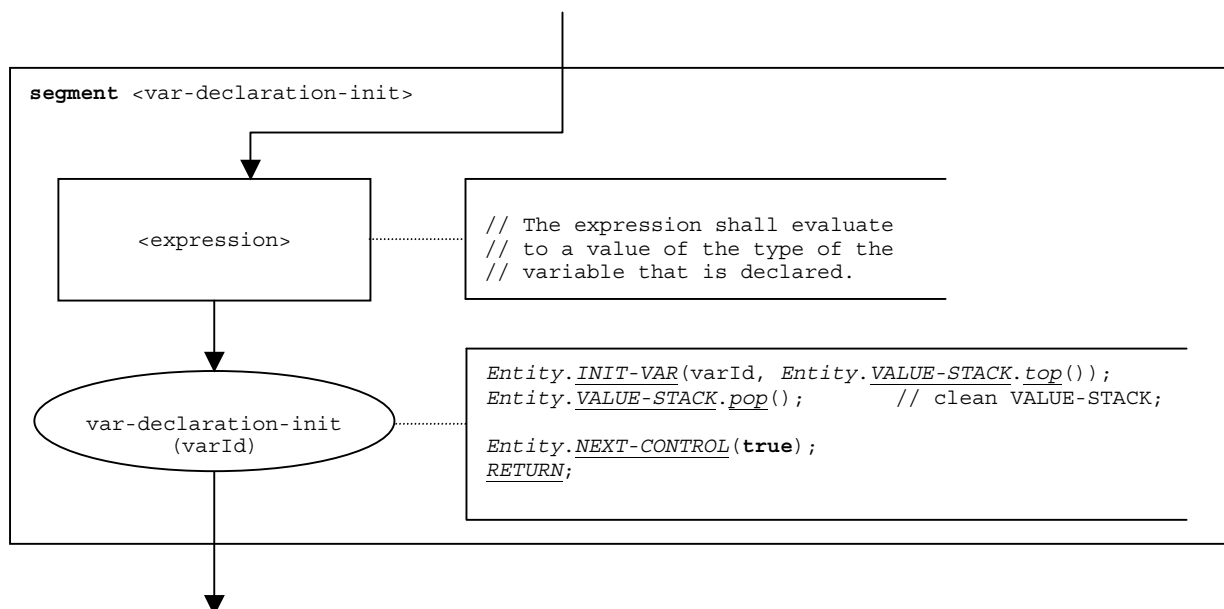 segment <var-declaration-init>
<expression>
// The expression shall evaluate
// to a value of the type of the
// variable that is declared.
var-declaration-init
(varId)
Entity.INIT-VAR(varId, Entity.VALUE-STACK.top());
Entity.VALUE-STACK.pop(); // clean VALUE-STACK;
Entity.NEXT-CONTROL(true);
RETURN;